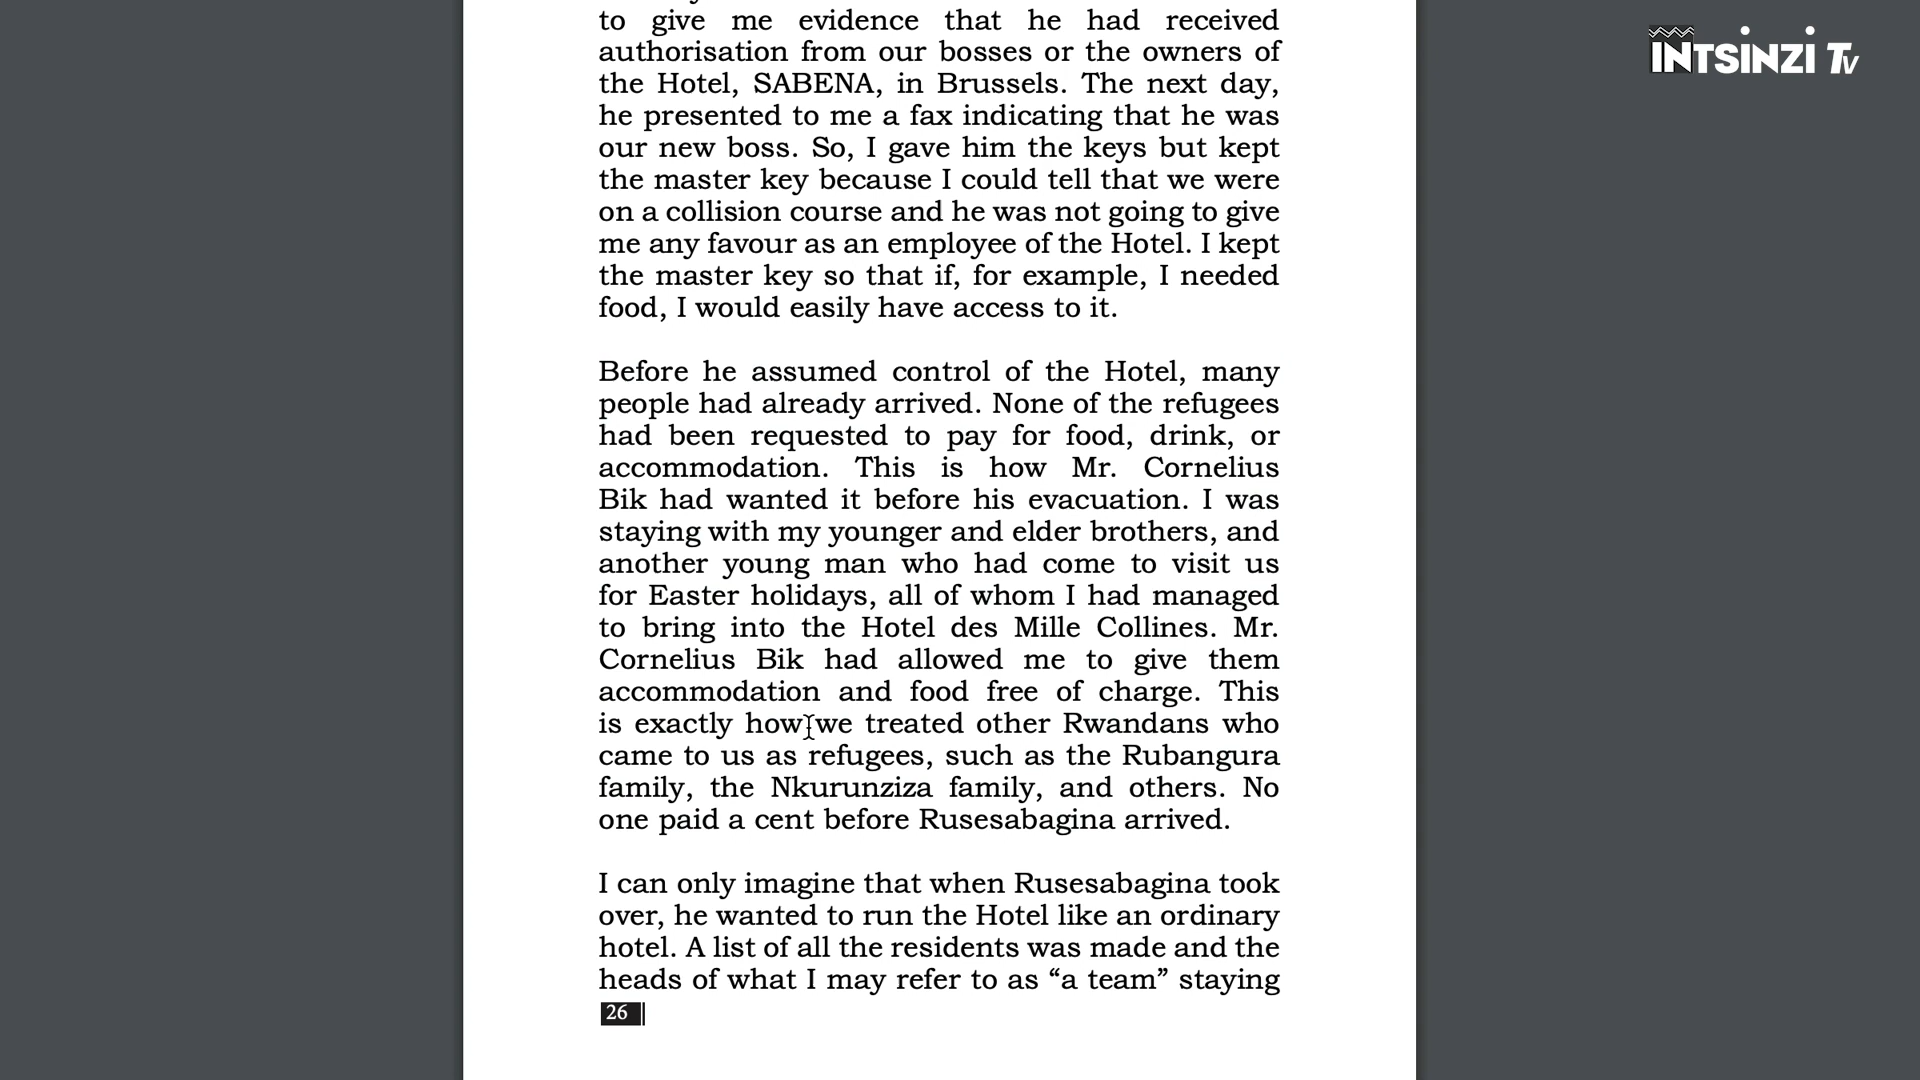 to give me evidence that he had received
authorisation from our bosses or the owners of
the Hotel, SABENA, in Brussels. The next day,
he presented to me a fax indicating that he was
our new boss. So, I gave him the keys but kept
the master key because I could tell that we were
on a collision course and he was not going to give
me any favour as an employee of the Hotel. I kept
the master key so that if, for example, I needed
food, I would easily have access to it.
Before he assumed control of the Hotel, many
people had already arrived. None of the refugees
had been requested to pay for food, drink, or
accommodation. This is how Mr. Cornelius
Bik had wanted it before his evacuation. I was
staying with my younger and elder brothers, and
another young man who had come to visit us
for Easter holidays, all of whom I had managed
to bring into the Hotel des Mille Collines. Mr.
Cornelius Bik had allowed me to give them
accommodation and food free of charge. This
is exactly how we treated other Rwandans who
came to us as refugees, such as the Rubangura
family, the Nkurunziza family, and others. No
one paid a cent before Rusesabagina arrived.
I can only imagine that when Rusesabagina took
over, he wanted to run the Hotel like an ordinary
hotel. A list of all the residents was made and the
heads of what I may refer to as “a team” staying
26
INTSINZI TV